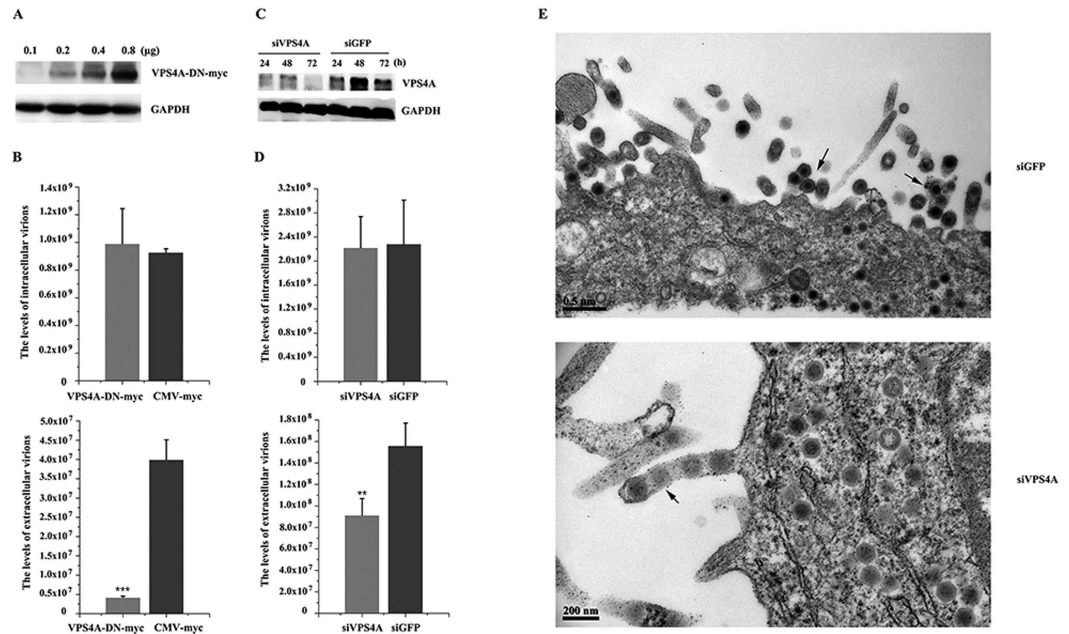 A
0.1 0.2 0.4 0.8 (μg)
VPS4A-DN-myc
GAPDH
B
The levels of intracellular virions
1.4x10⁹
1.2x10⁹
1.0x10⁹
0.8x10⁹
0.6x10⁹
0.4x10⁹
0.2x10⁹
0
VPS4A-DN-myc CMV-myc
The levels of extracellular virions
5.0x10⁷
4.5x10⁷
4.0x10⁷
3.5x10⁷
3.0x10⁷
2.5x10⁷
2.0x10⁷
1.5x10⁷
1.0x10⁷
0.5x10⁷
0
***
VPS4A-DN-myc CMV-myc
C
siVPS4A siGFP
24 48 72 24 48 72 (h)
VPS4A
GAPDH
D
The levels of intracellular virions
3.2x10⁹
2.8x10⁹
2.4x10⁹
2.0x10⁹
1.6x10⁹
1.2x10⁹
0.8x10⁹
0.4x10⁹
0
siVPS4A siGFP
The levels of extracellular virions
1.8x10⁸
1.6x10⁸
1.4x10⁸
1.2x10⁸
1.0x10⁸
8.0x10⁷
6.0x10⁷
4.0x10⁷
2.0x10⁷
0
**
siVPS4A siGFP
E
0.5 nm
siGFP
200 nm
siVPS4A